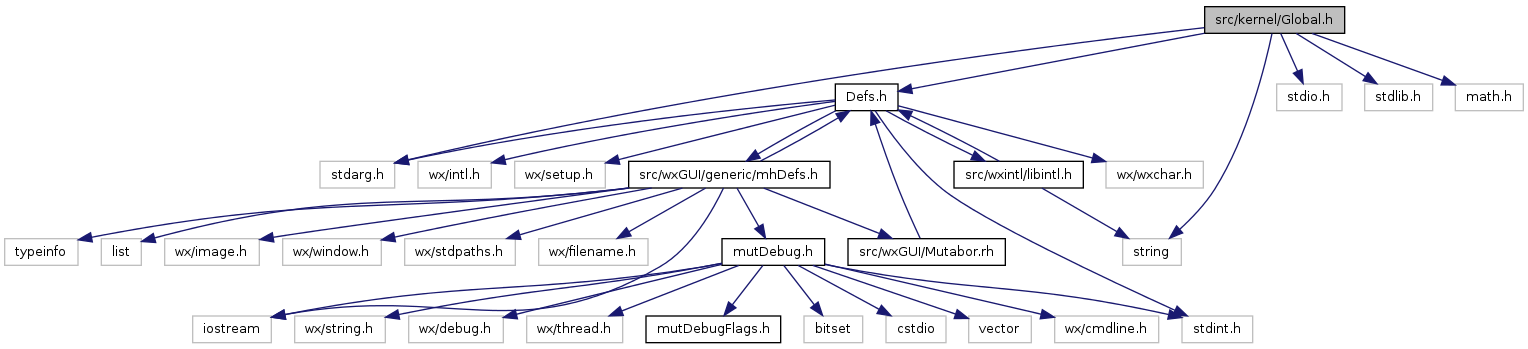 src/kernel/Global.h
Defs.h
stdio.h
stdlib.h
math.h
stdarg.h
wx/intl.h
wx/setup.h
src/wxGUI/generic/mhDefs.h
src/wxintl/libintl.h
wx/wxchar.h
typeinfo
list
wx/image.h
wx/window.h
wx/stdpaths.h
wx/filename.h
mutDebug.h
src/wxGUI/Mutabor.rh
string
iostream
wx/string.h
wx/debug.h
wx/thread.h
mutDebugFlags.h
bitset
cstdio
vector
wx/cmdline.h
stdint.h